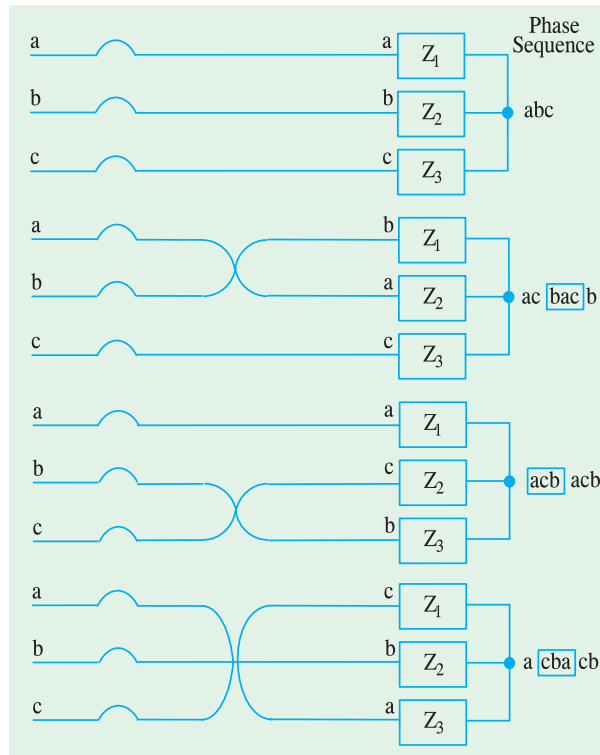 Phase
Sequence
a a Z1
b b Z2 abc
c c Z3
a b Z1
b a Z2 ac bac b
c c Z3
a a Z1
b c Z2 acb acb
c b Z3
a c Z1
b b Z2 a cba cb
c a Z3